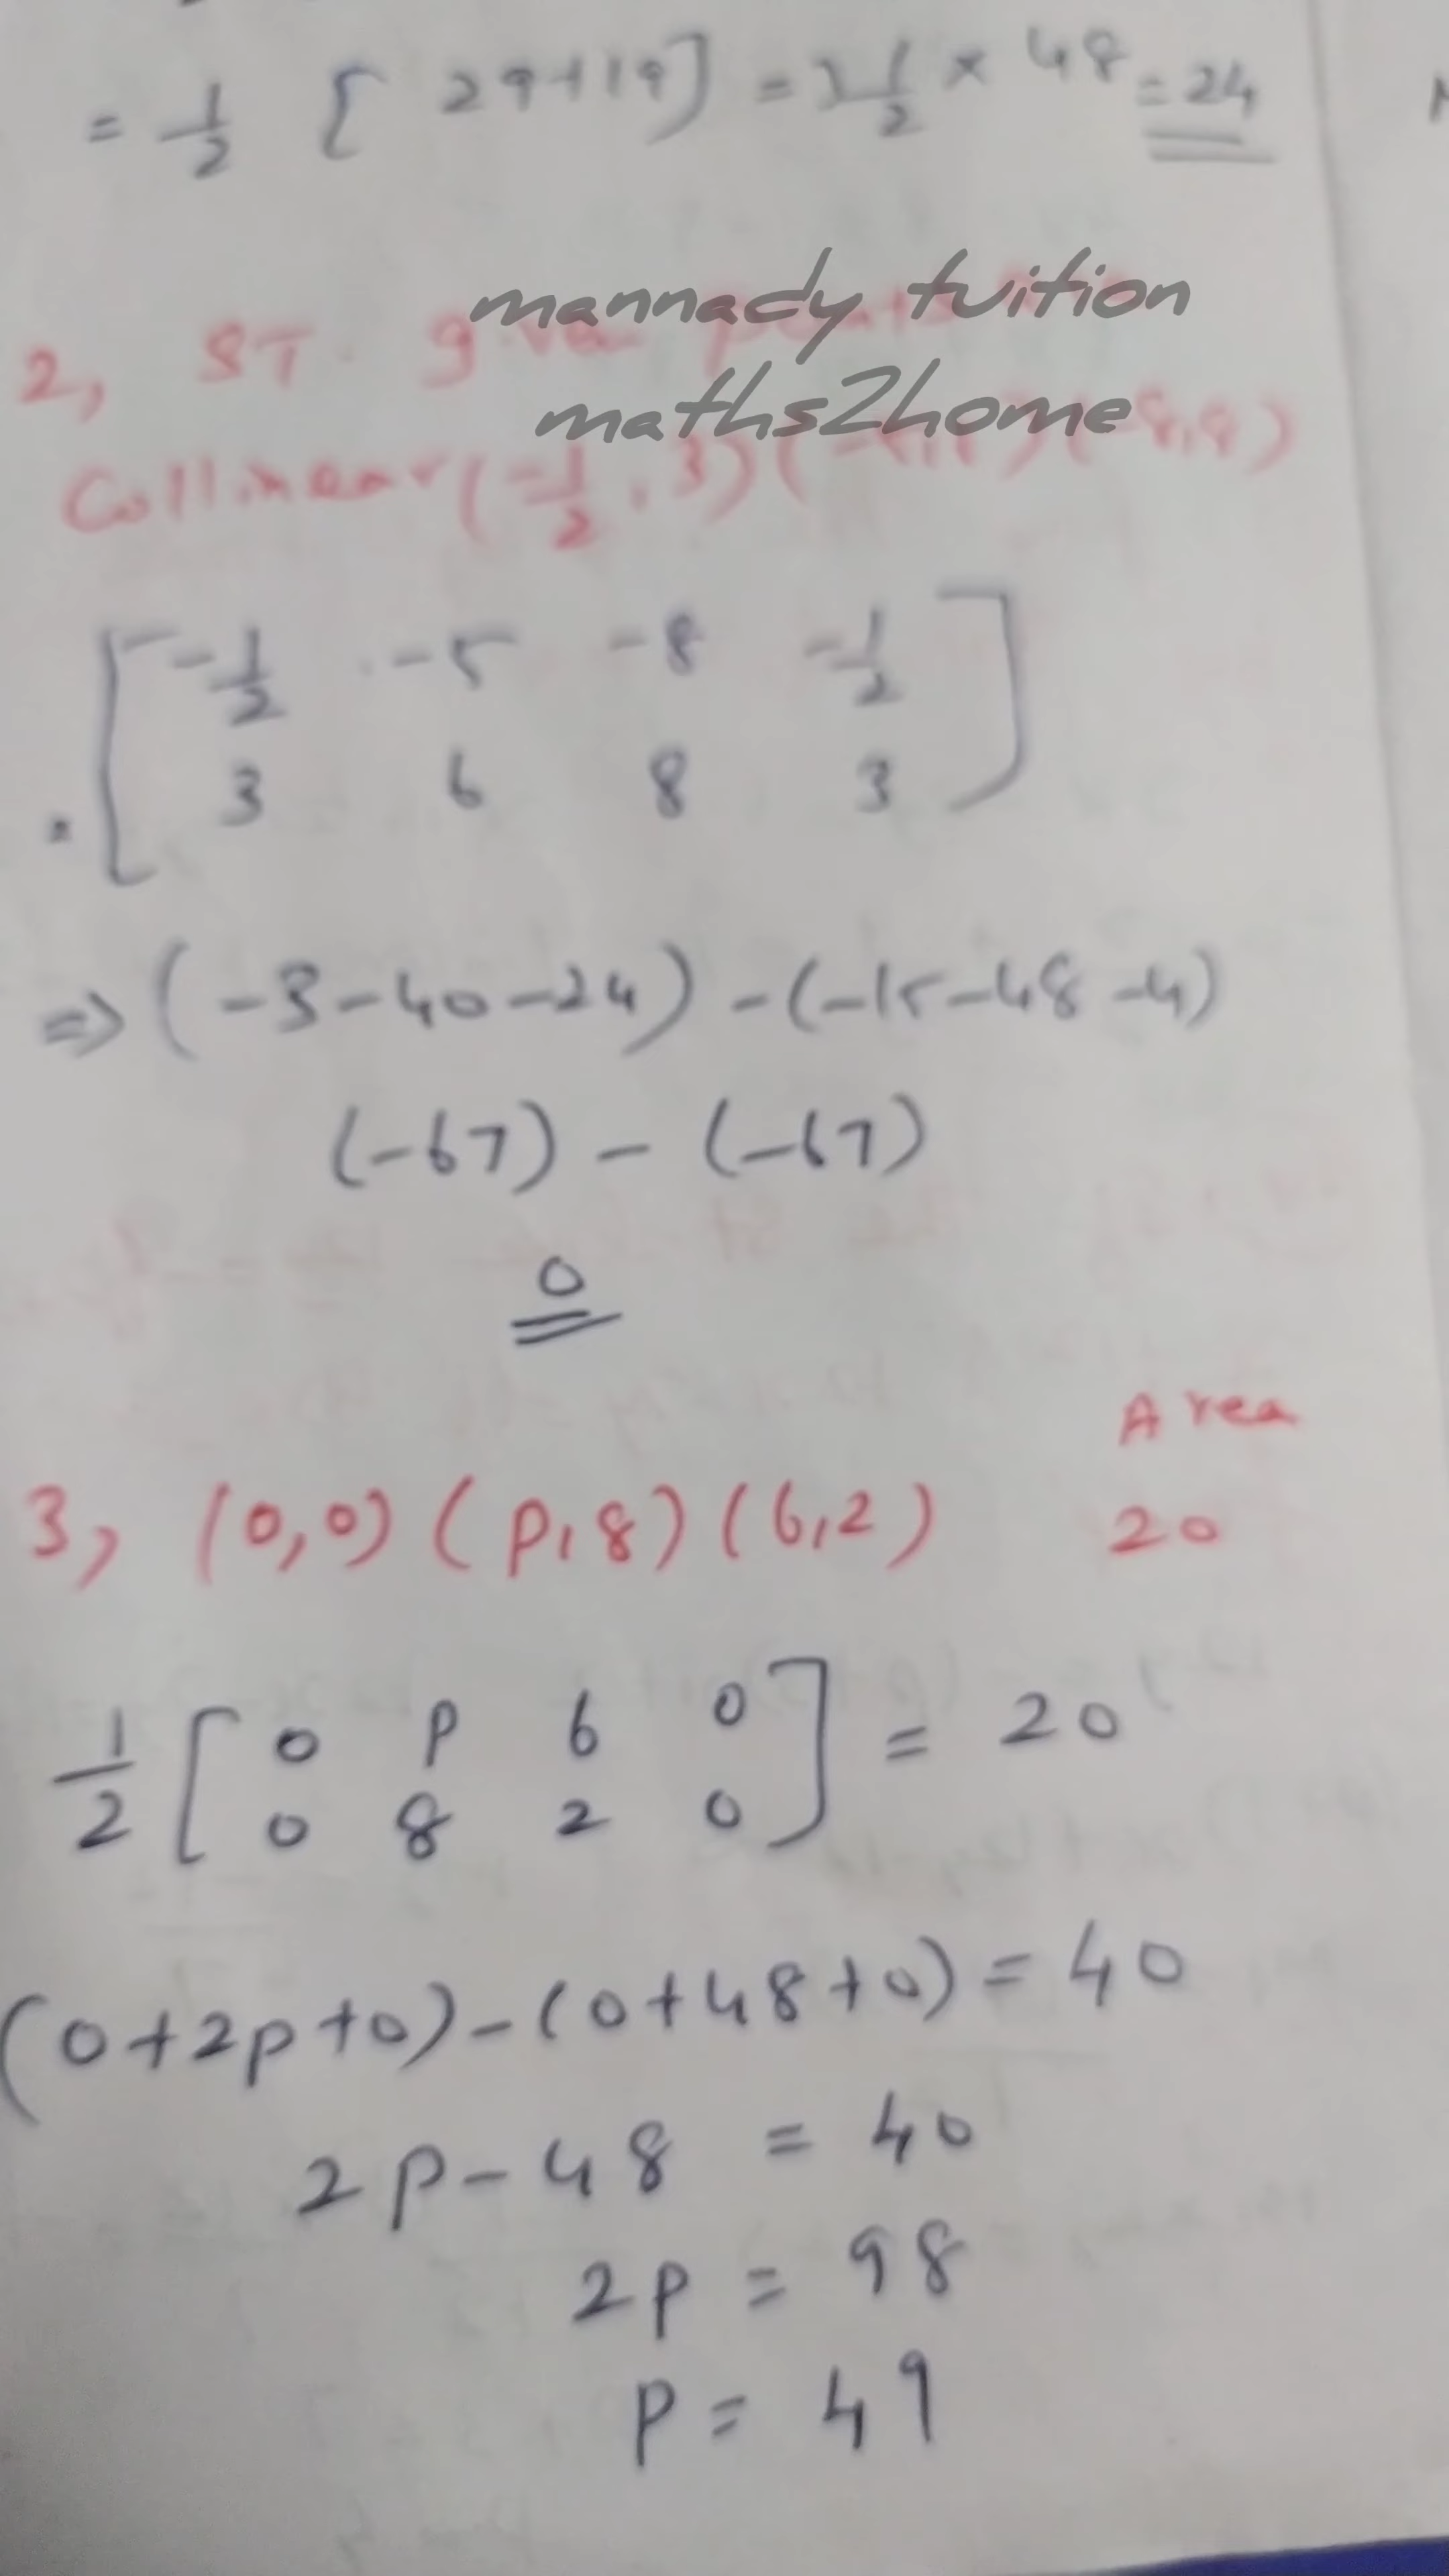 = 1/2 [ 29+19] = 1/2 × 48 = 24
mannady tuition
2, ST. given
maths2home
Collinear (-1/2, 3) (-8,8)
[ -1/2 -5 -8 -1/2 ]
3 6 8 3
⇒ (-3-40-24) - (-15-48-4)
(-67) - (-67)
0
Area
3, (0,0) (P,8) (6,2) 20
1/2 [ 0 P 6 0 ] = 20
0 8 2 0
(0+2p+0)-(0+48+0) = 40
2p-48 = 40
2p = 98
p = 49